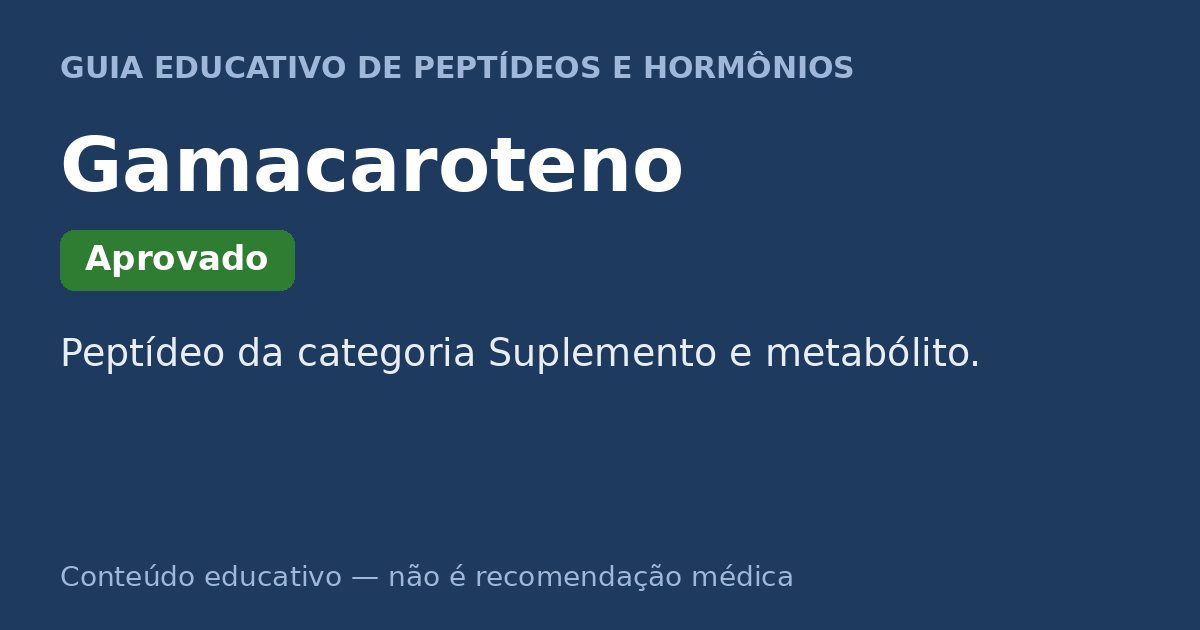 GUIA EDUCATIVO DE PEPTÍDEOS E HORMÔNIOS
Gamacaroteno
Aprovado
Peptídeo da categoria Suplemento e metabólito.
Conteúdo educativo — não é recomendação médica